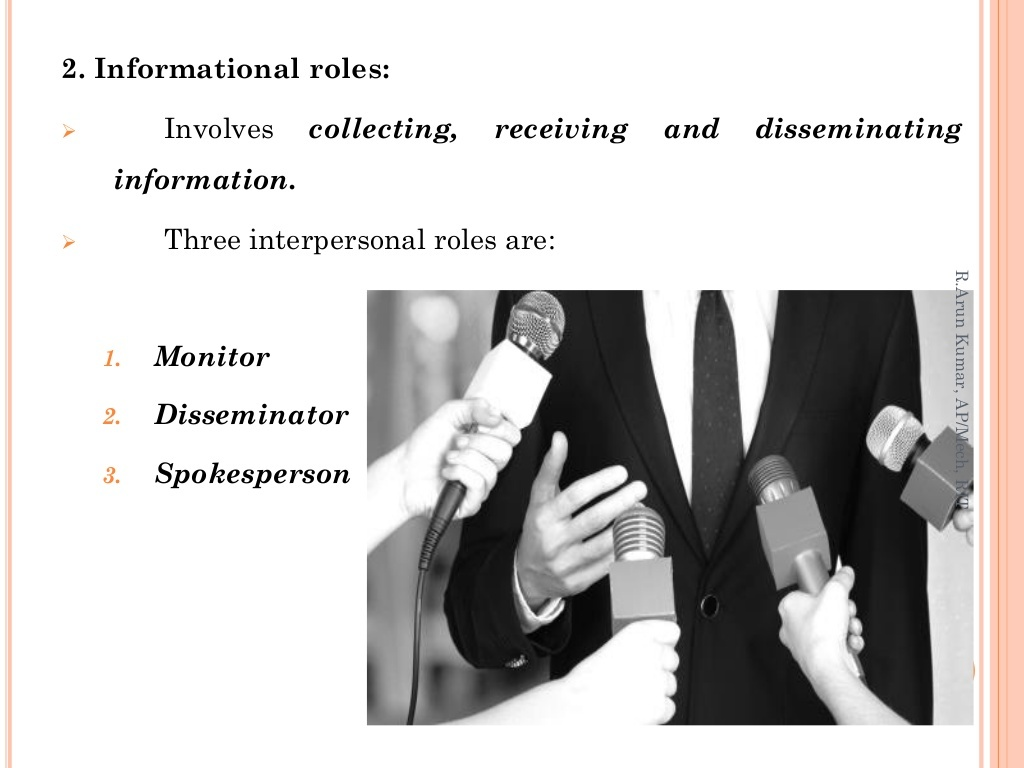 2. Informational roles:
Involves collecting, receiving and disseminating
information.
Three interpersonal roles are:
1. Monitor
2. Disseminator
3. Spokesperson
R.Arun Kumar, AP/Mech,